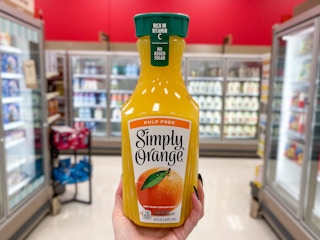 RICH IN
VITAMIN
C
NO
ADDED
SUGAR
PULP FREE
Simply
Orange